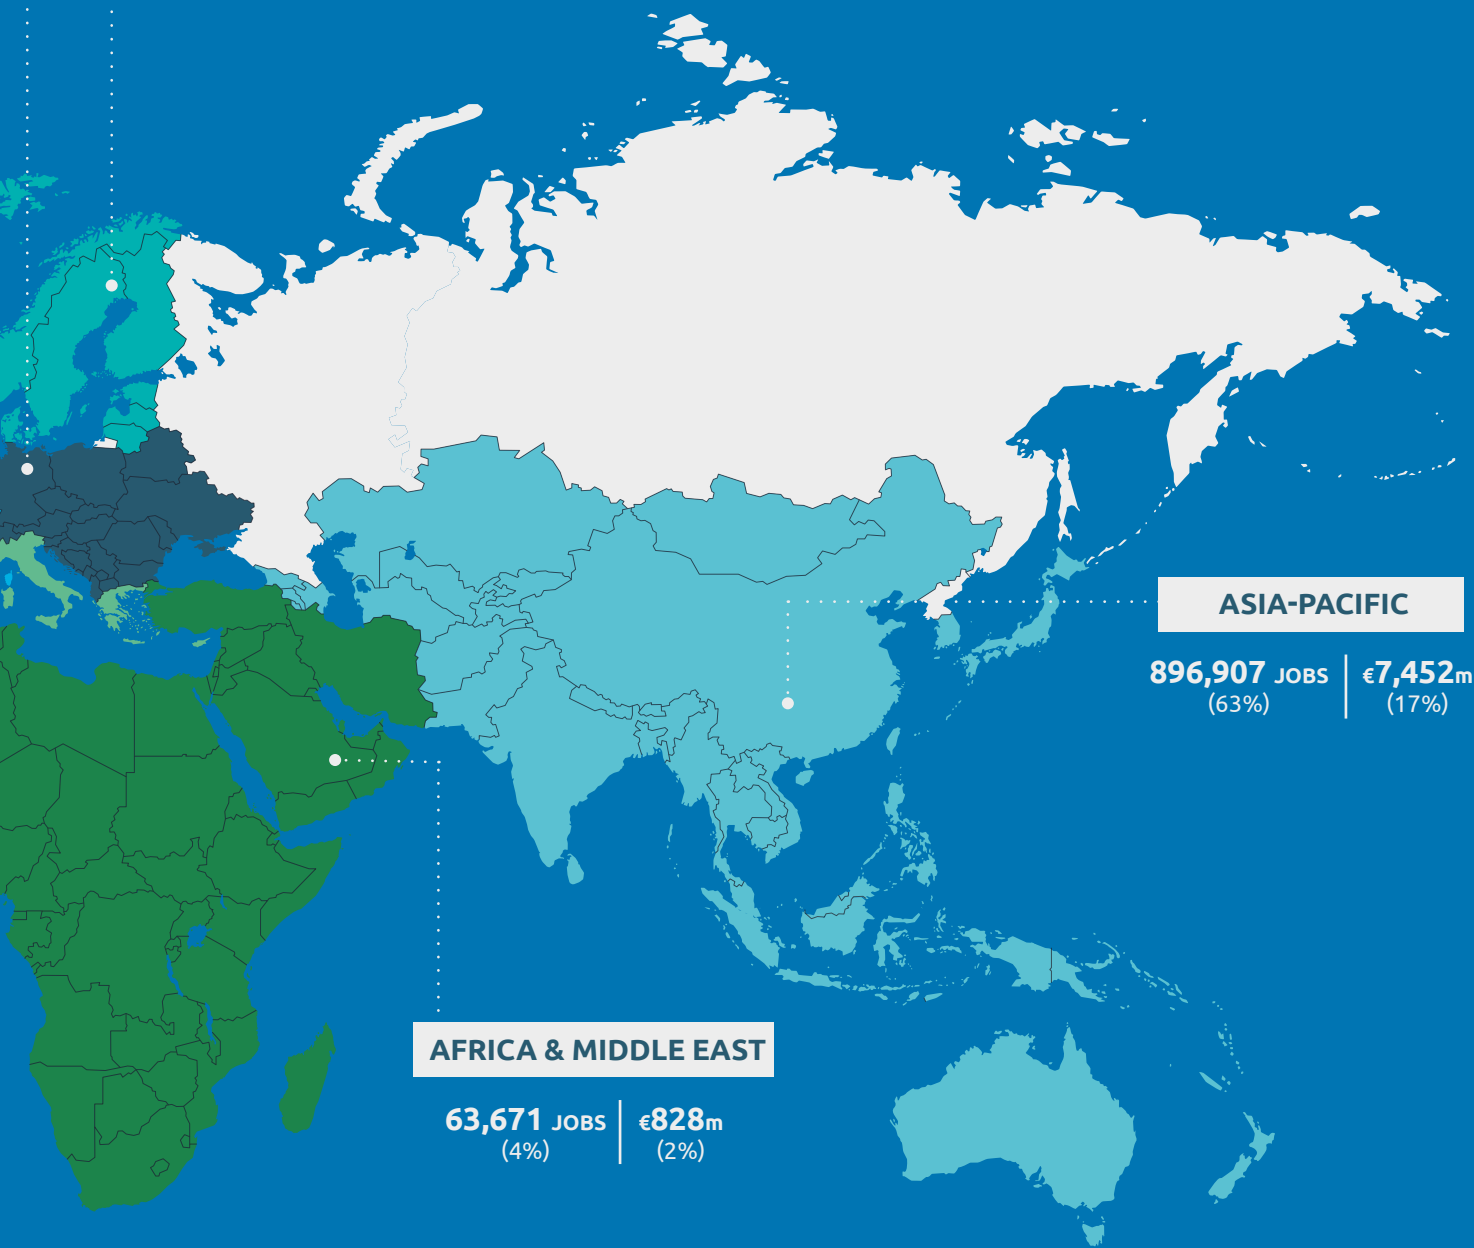 ASIA-PACIFIC
896,907 JOBS
(63%)
€7,452m
(17%)
AFRICA & MIDDLE EAST
63,671 JOBS
(4%)
€828m
(2%)